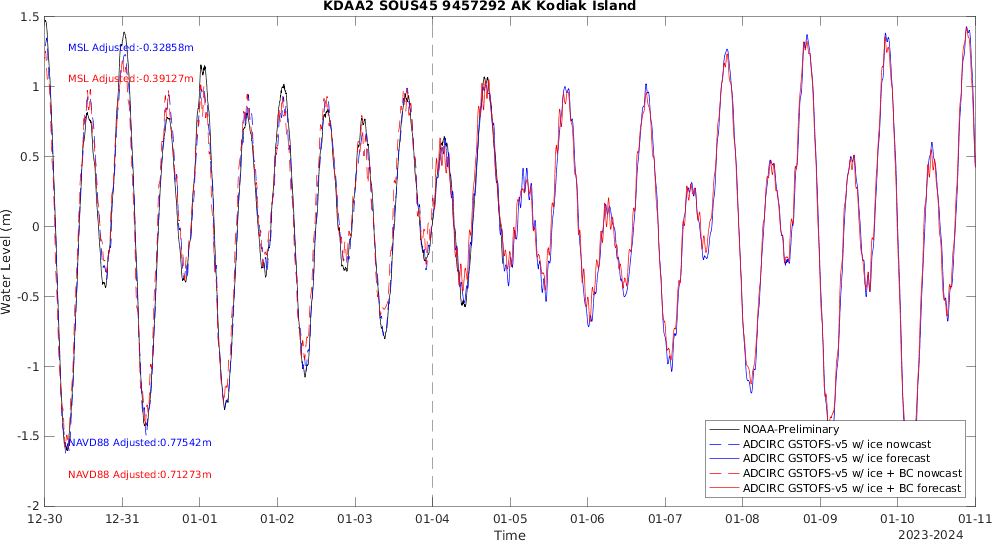 KDAA2 SOUS45 9457292 AK Kodiak Island
Water Level (m)
1.5
1
0.5
0
-0.5
-1
-1.5
-2
MSL Adjusted:-0.32858m
MSL Adjusted:-0.39127m
NAVD88 Adjusted:0.77542m
NAVD88 Adjusted:0.71273m
NOAA-Preliminary
ADCIRC GSTOFS-v5 w/ ice nowcast
ADCIRC GSTOFS-v5 w/ ice forecast
ADCIRC GSTOFS-v5 w/ ice + BC nowcast
ADCIRC GSTOFS-v5 w/ ice + BC forecast
12-30 12-31 01-01 01-02 01-03 01-04 01-05 01-06 01-07 01-08 01-09 01-10 01-11
Time
2023-2024